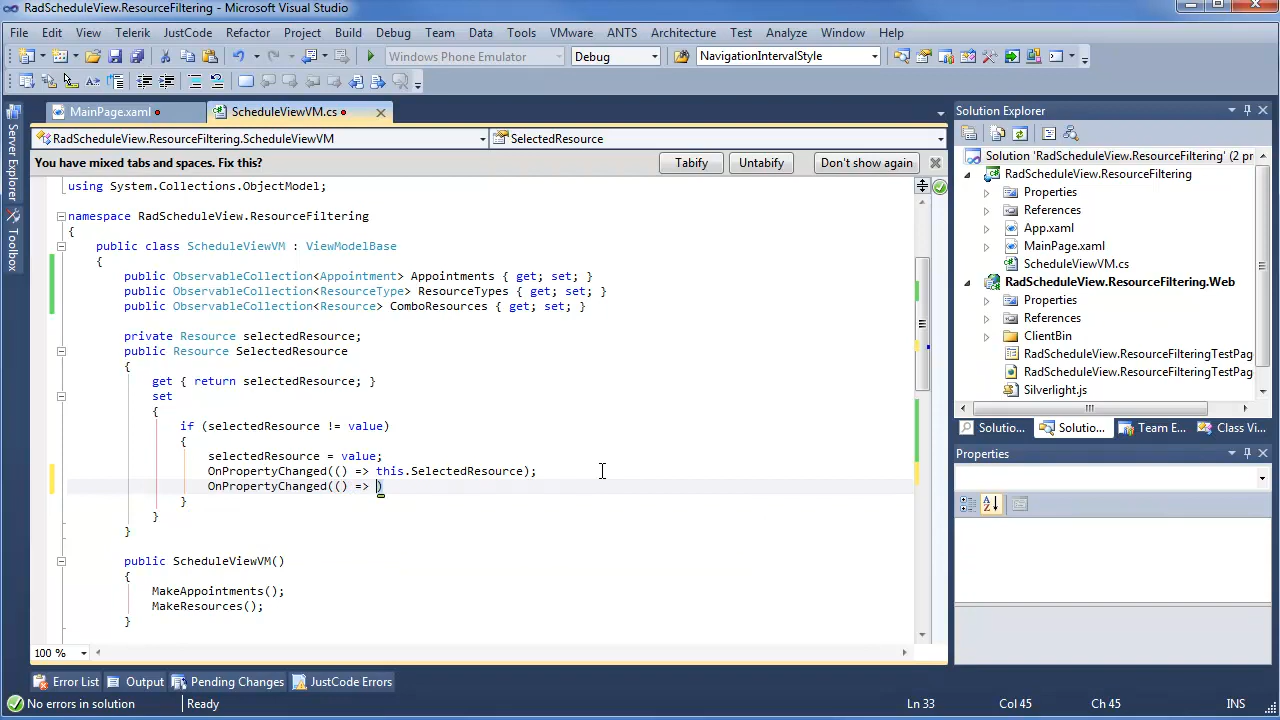 RadScheduleView.ResourceFiltering - Microsoft Visual Studio
File Edit View Telerik JustCode Refactor Project Build Debug Team Data Tools VMware ANTS Architecture Test Analyze Window Help
Windows Phone Emulator Debug NavigationIntervalStyle
MainPage.xaml ScheduleViewVM.cs
RadScheduleView.ResourceFiltering.ScheduleViewVM SelectedResource
You have mixed tabs and spaces. Fix this? Tabify Untabify Don't show again
using System.Collections.ObjectModel;
namespace RadScheduleView.ResourceFiltering
{
public class ScheduleViewVM : ViewModelBase
{
public ObservableCollection<Appointment> Appointments { get; set; }
public ObservableCollection<ResourceType> ResourceTypes { get; set; }
public ObservableCollection<Resource> ComboResources { get; set; }
private Resource selectedResource;
public Resource SelectedResource
{
get { return selectedResource; }
set
{
if (selectedResource != value)
{
selectedResource = value;
OnPropertyChanged(() => this.SelectedResource);
OnPropertyChanged(() => )
}
}
}
public ScheduleViewVM()
{
MakeAppointments();
MakeResources();
}
100 %
Server Explorer
Toolbox
Solution Explorer
Solution 'RadScheduleView.ResourceFiltering' (2 pr
RadScheduleView.ResourceFiltering
Properties
References
App.xaml
MainPage.xaml
ScheduleViewVM.cs
RadScheduleView.ResourceFiltering.Web
Properties
References
ClientBin
RadScheduleView.ResourceFilteringTestPag
RadScheduleView.ResourceFilteringTestPag
Silverlight.js
Solutio... Solutio... Team E... Class Vi...
Properties
Error List Output Pending Changes JustCode Errors
No errors in solution Ready Ln 33 Col 45 Ch 45 INS